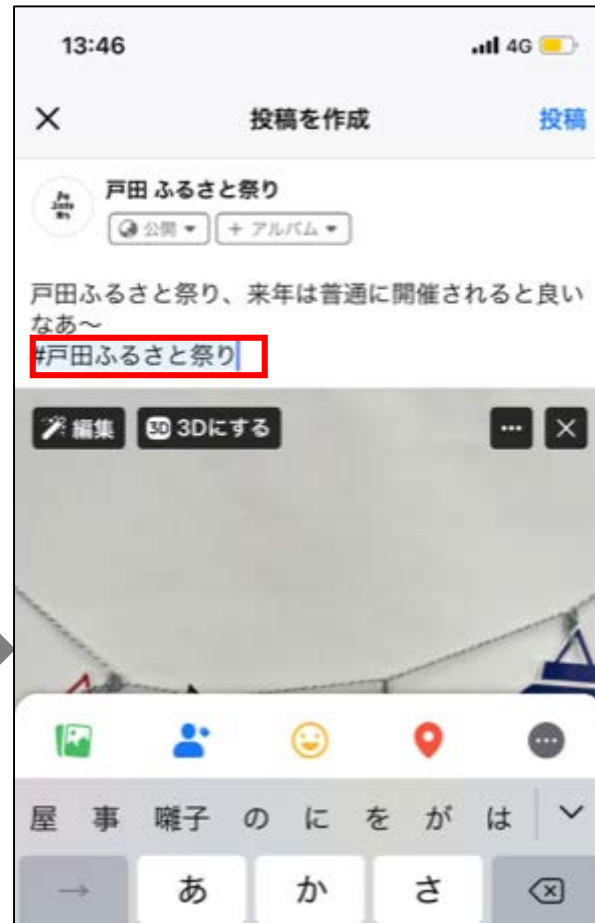 13:46
4G
投稿を作成
投稿
戸田 ふるさと祭り
公開
+ アルバム
戸田ふるさと祭り、来年は普通に開催されると良い
なあ～
#戸田ふるさと祭り
編集
3D 3Dにする
屋 事 囃子 の に を が は
→ あ か さ